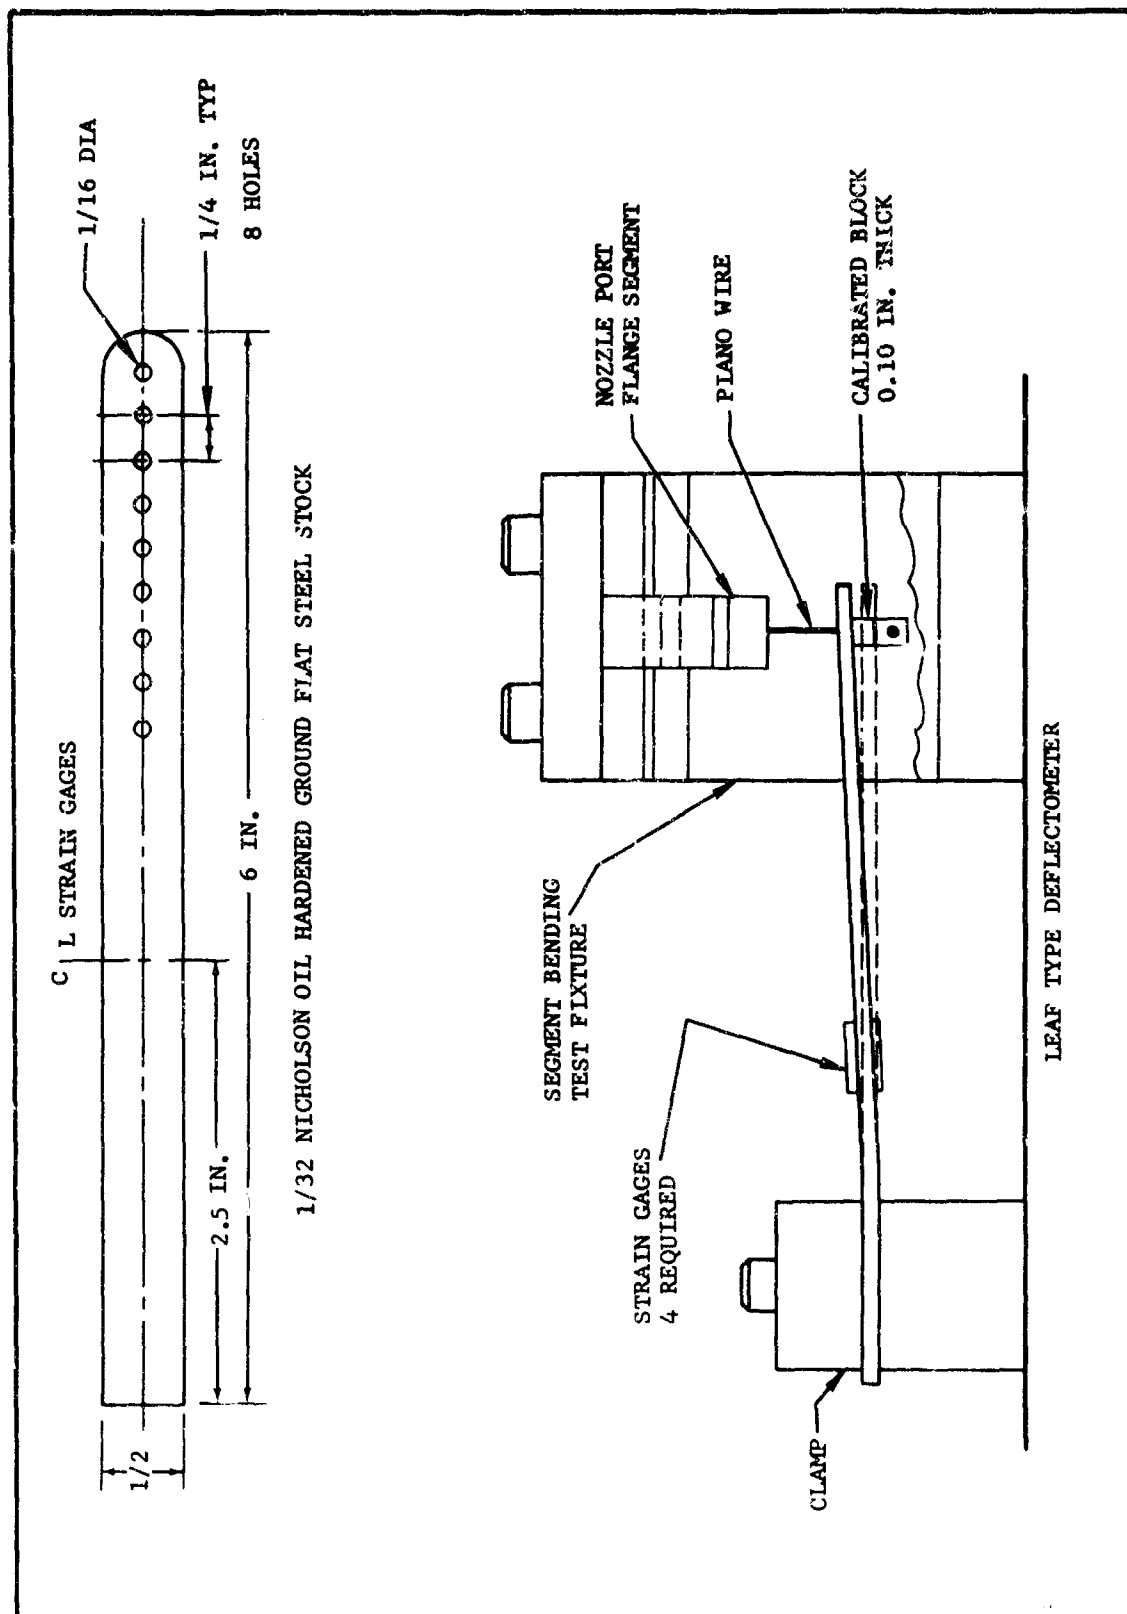 1/16 DIA
1/4 IN. TYP
8 HOLES
C L STRAIN GAGES
2.5 IN.
6 IN.
1/2
1/32 NICHOLSON OIL HARDENED GROUND FLAT STEEL STOCK
NOZZLE PORT
FLANGE SEGMENT
PIANO WIRE
CALIBRATED BLOCK
0.10 IN. THICK
SEGMENT BENDING
TEST FIXTURE
STRAIN GAGES
4 REQUIRED
CLAMP
LEAF TYPE DEFLECTOMETER